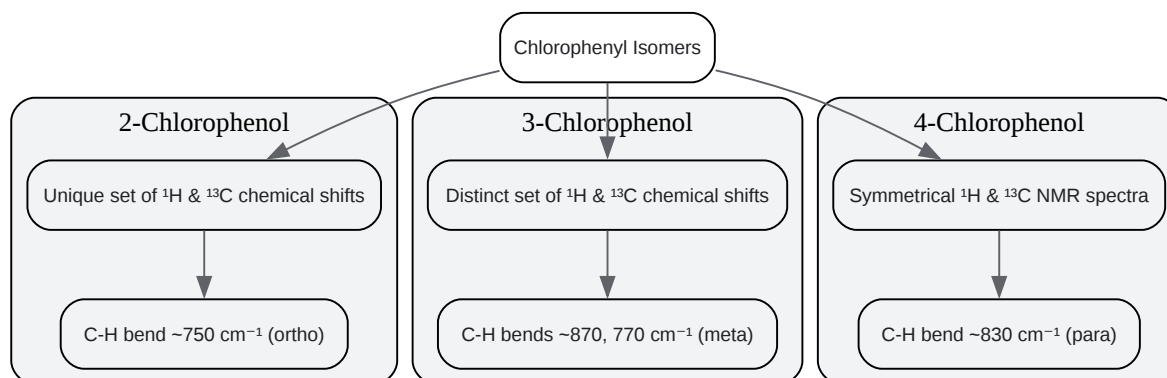 Chlorophenyl Isomers
2-Chlorophenol
3-Chlorophenol
4-Chlorophenol
Unique set of ¹H & ¹³C chemical shifts
Distinct set of ¹H & ¹³C chemical shifts
Symmetrical ¹H & ¹³C NMR spectra
C-H bend ~750 cm⁻¹ (ortho)
C-H bends ~870, 770 cm⁻¹ (meta)
C-H bend ~830 cm⁻¹ (para)